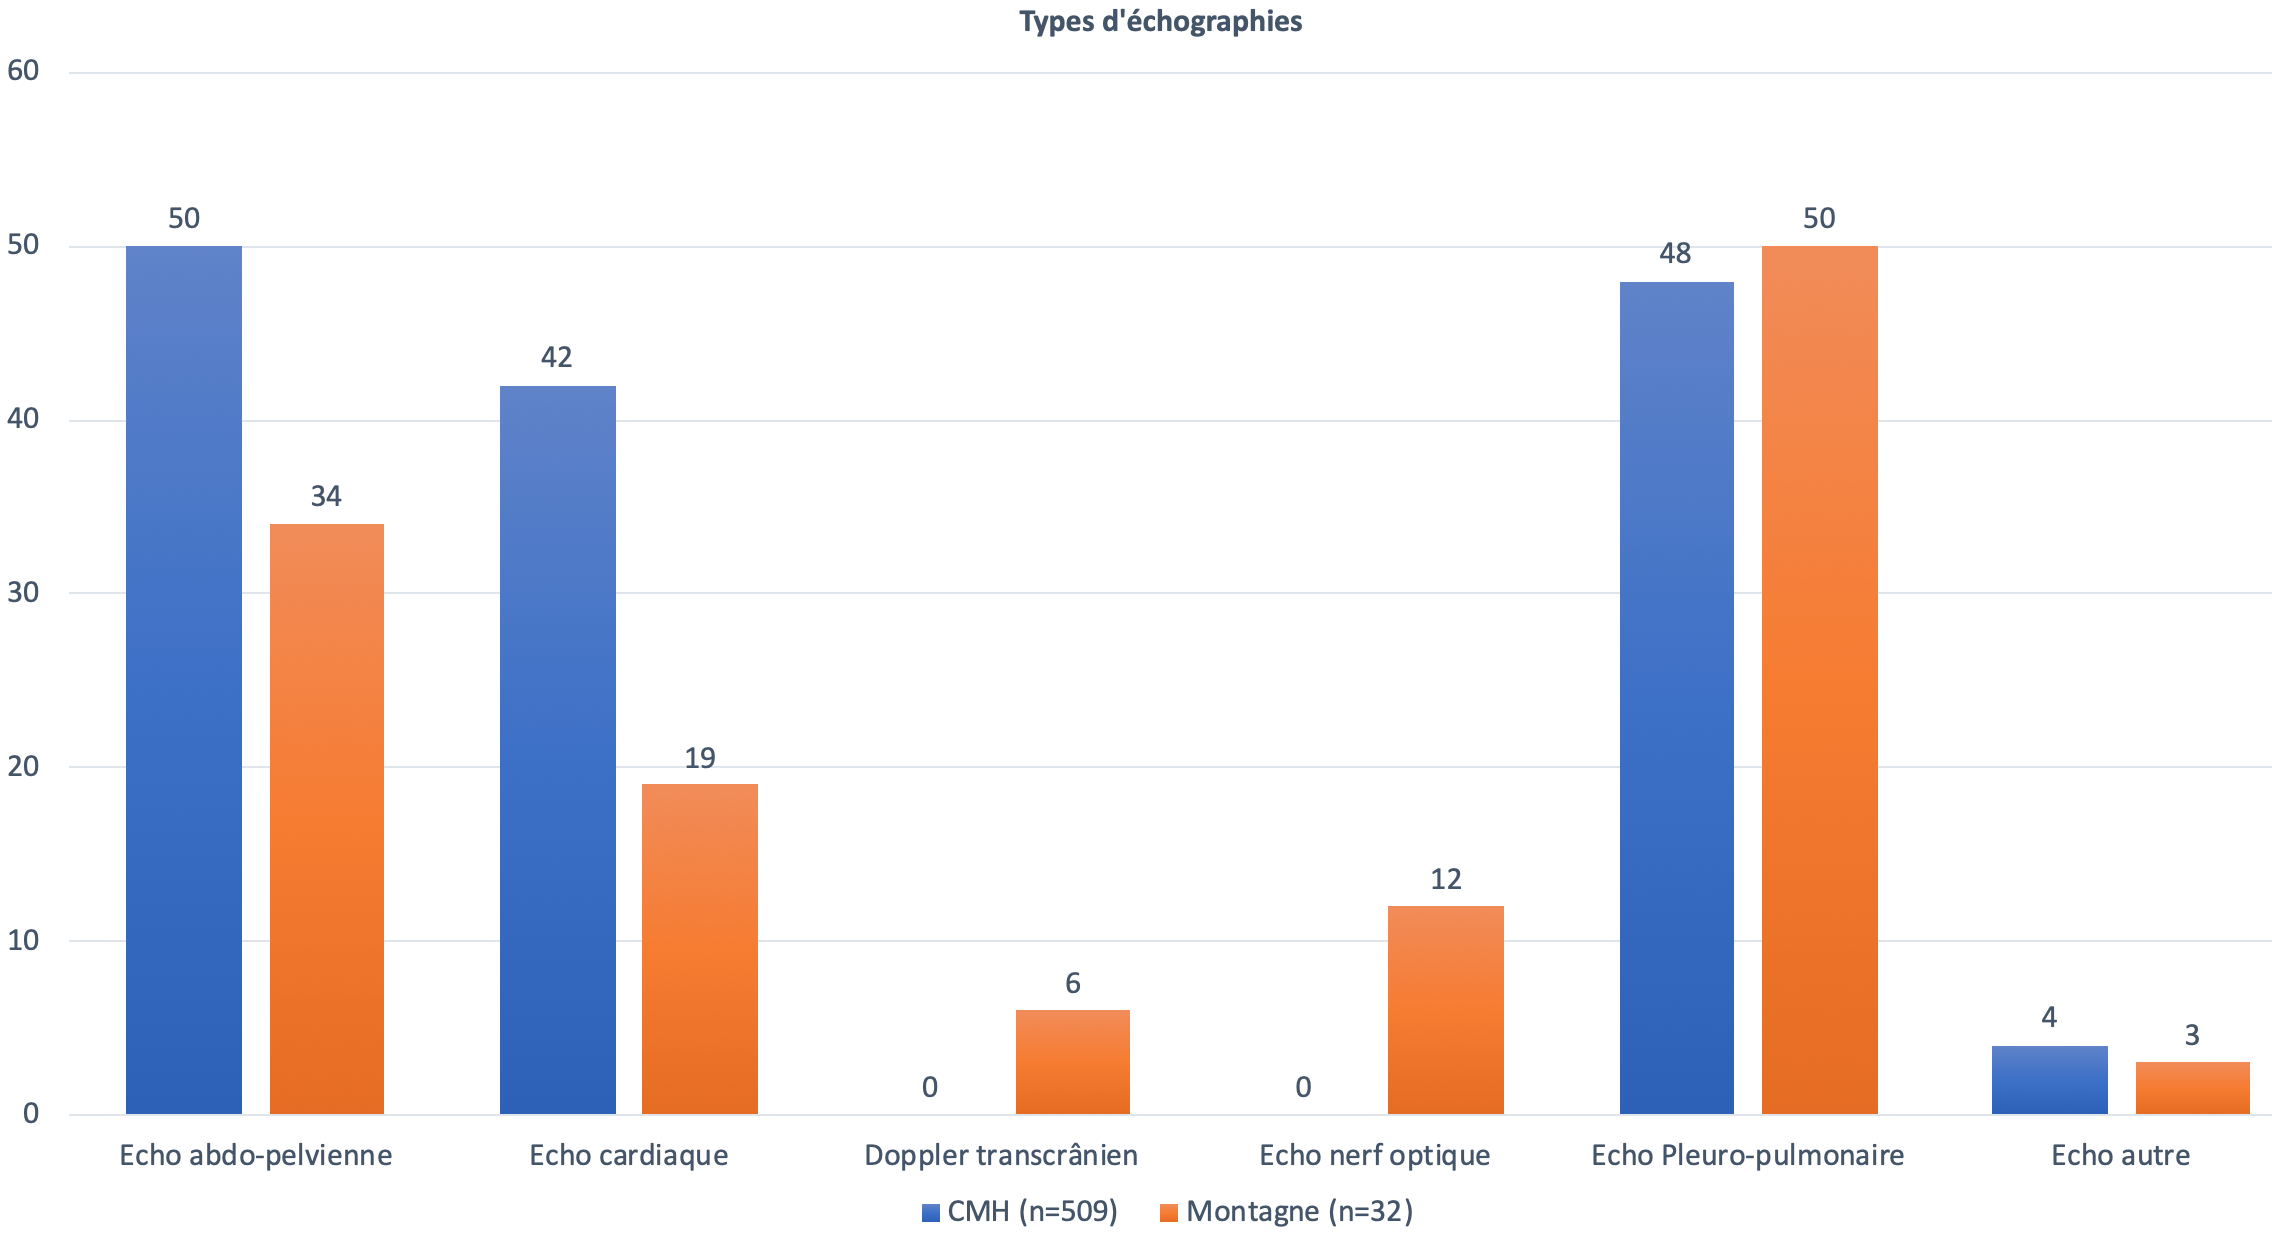 Types d'échographies
60
50
40
30
20
10
0
50
34
42
19
0
6
0
12
48
50
4
3
Echo abdo-pelvienne
Echo cardiaque
Doppler transcrânien
Echo nerf optique
Echo Pleuro-pulmonaire
Echo autre
CMH (n=509)
Montagne (n=32)